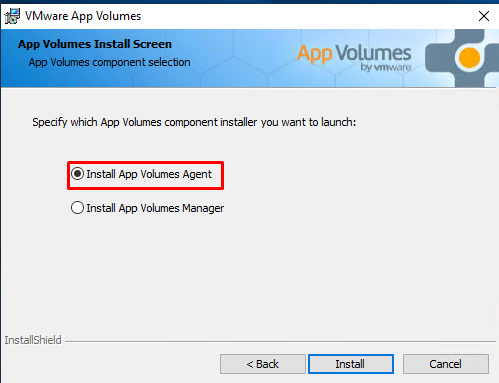 VMware App Volumes
App Volumes Install Screen
App Volumes component selection
App Volumes
by vmware
Specify which App Volumes component installer you want to launch:
Install App Volumes Agent
Install App Volumes Manager
InstallShield
< Back
Install
Cancel